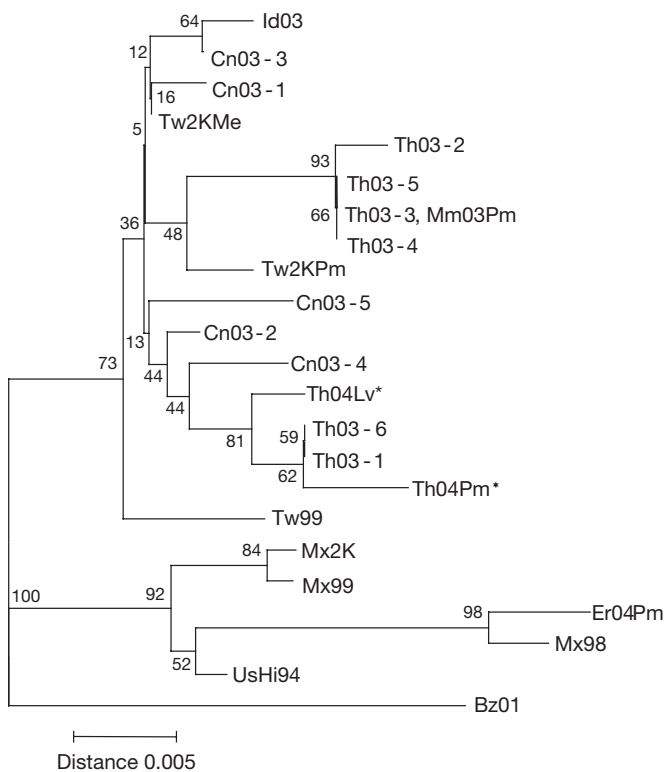 64
Id03
12
Cn03-3
Cn03-1
16
Tw2KMe
5
Th03-2
93
Th03-5
66
Th03-3, Mm03Pm
36
48
Th03-4
Tw2KPm
Cn03-5
13
Cn03-2
73
44
Cn03-4
Th04Lv*
44
81
59
Th03-6
Th03-1
62
Th04Pm*
Tw99
84
Mx2K
100
92
Mx99
98
Er04Pm
Mx98
52
UsHi94
Bz01
Distance 0.005